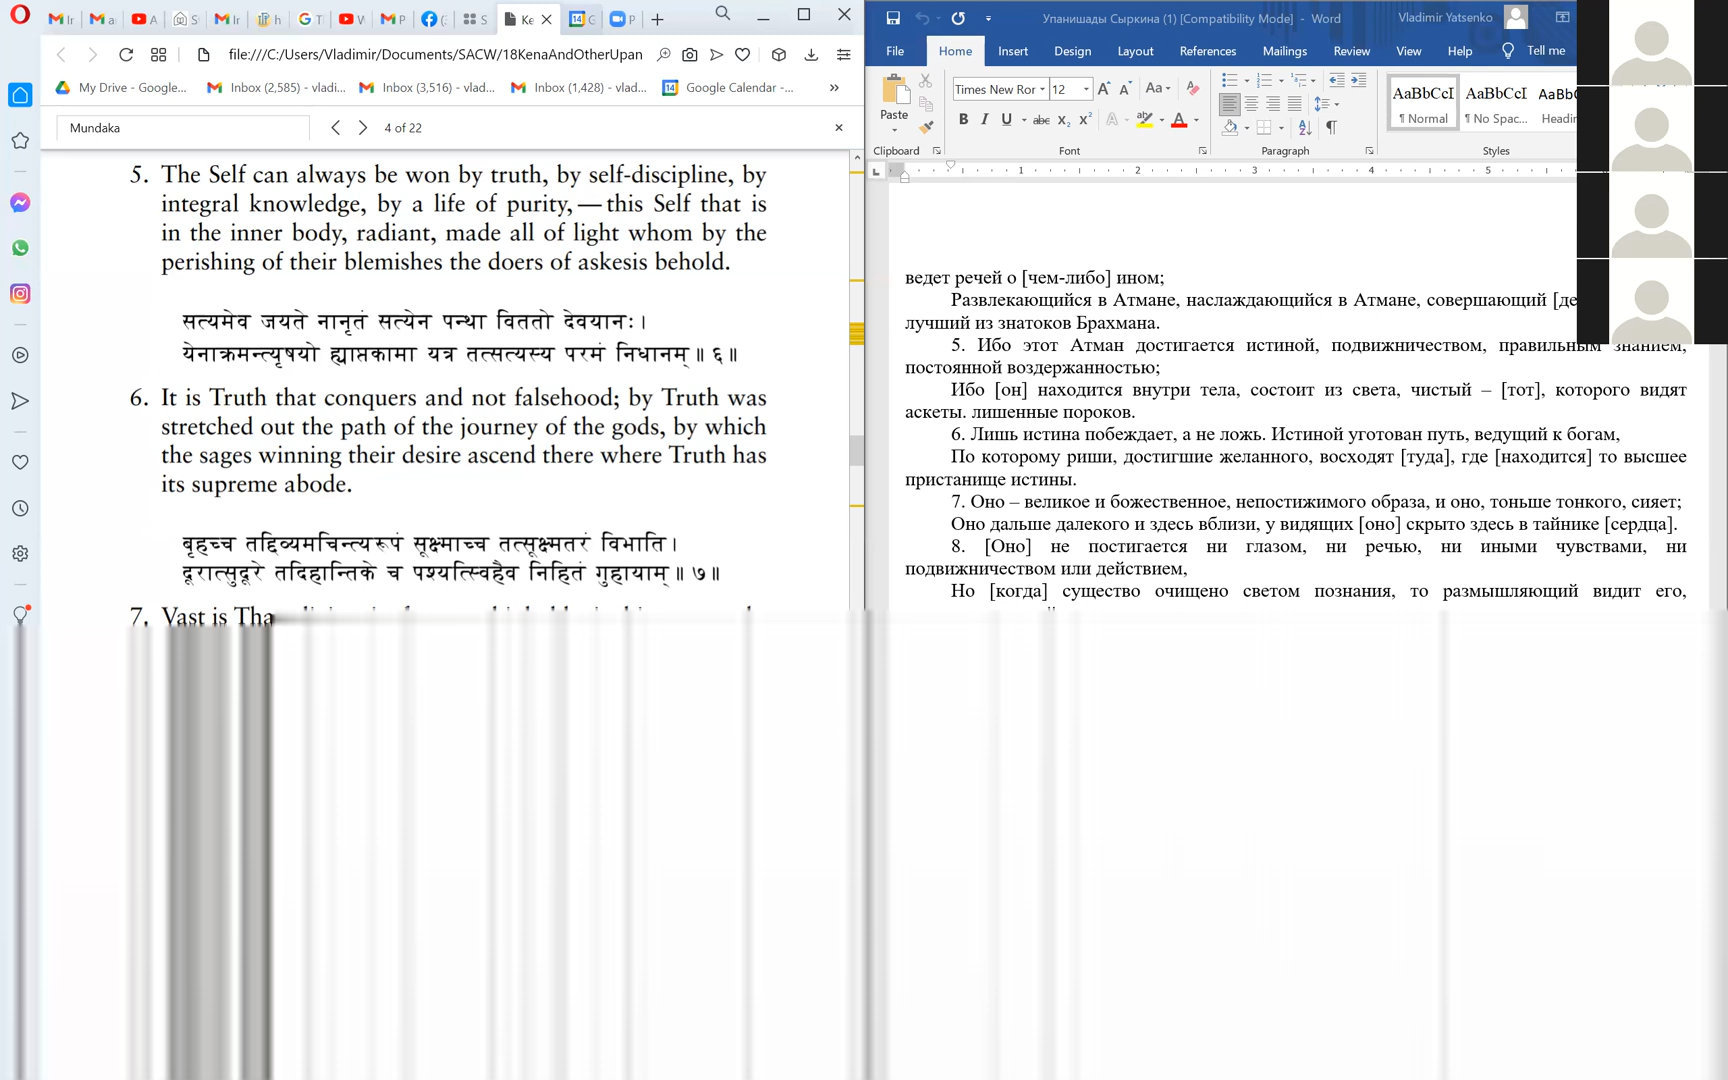 file:///C:/Users/Vladimir/Documents/SACW/18KenaAndOtherUpan
My Drive - Google...
Inbox (2,585) - vladi...
Inbox (3,516) - vlad...
Inbox (1,428) - vlad...
Google Calendar -...
Mundaka
4 of 22
5. The Self can always be won by truth, by self-discipline, by
integral knowledge, by a life of purity, — this Self that is
in the inner body, radiant, made all of light whom by the
perishing of their blemishes the doers of askesis behold.
सत्यमेव जयते नानृतं सत्येन पन्था विततो देवयानः।
येनाक्रमन्त्यृषयो ह्याप्तकामा यत्र तत्सत्यस्य परमं निधानम्॥ ६॥
6. It is Truth that conquers and not falsehood; by Truth was
stretched out the path of the journey of the gods, by which
the sages winning their desire ascend there where Truth has
its supreme abode.
बृहच्च तद्दिव्यमचिन्त्यरूपं सूक्ष्माच्च तत्सूक्ष्मतरं विभाति।
दूरात्सुदूरे तदिहान्तिके च पश्यत्स्विहैव निहितं गुहायाम्॥ ७॥
7. Vast is Tha
Упанишады Сыркина (1) [Compatibility Mode] - Word
Vladimir Yatsenko
File Home Insert Design Layout References Mailings Review View Help Tell me
Paste
Times New Ror 12
AaBbCcI AaBbCcI AaBbC
¶ Normal ¶ No Spac... Headin
Clipboard Font Paragraph Styles
1 2 3 4 5
ведет речей о [чем-либо] ином;
Развлекающийся в Атмане, наслаждающийся в Атмане, совершающий [де
лучший из знатоков Брахмана.
5. Ибо этот Атман достигается истиной, подвижничеством, правильным знанием,
постоянной воздержанностью;
Ибо [он] находится внутри тела, состоит из света, чистый – [тот], которого видят
аскеты. лишенные пороков.
6. Лишь истина побеждает, а не ложь. Истиной уготован путь, ведущий к богам,
По которому риши, достигшие желанного, восходят [туда], где [находится] то высшее
пристанище истины.
7. Оно – великое и божественное, непостижимого образа, и оно, тоньше тонкого, сияет;
Оно дальше далекого и здесь вблизи, у видящих [оно] скрыто здесь в тайнике [сердца].
8. [Оно] не постигается ни глазом, ни речью, ни иными чувствами, ни
подвижничеством или действием,
Но [когда] существо очищено светом познания, то размышляющий видит его,